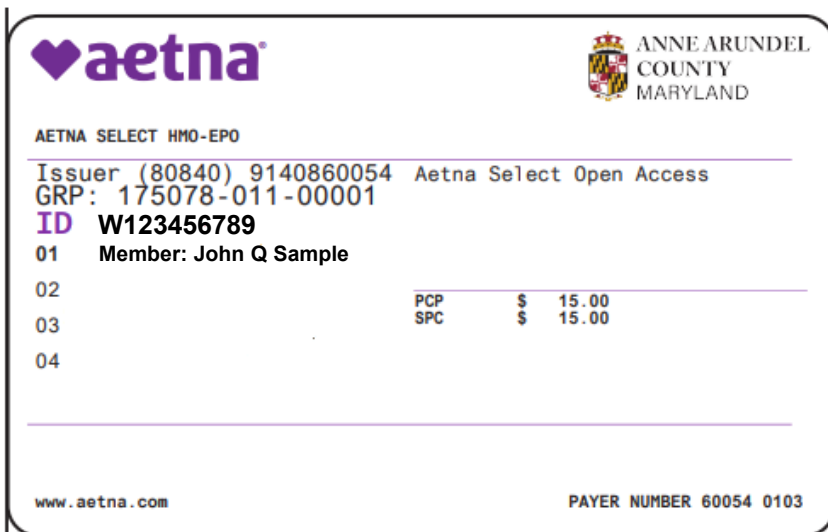 aetna®
ANNE ARUNDEL
COUNTY
MARYLAND
AETNA SELECT HMO-EPO
Issuer (80840) 9140860054 Aetna Select Open Access
GRP: 175078-011-00001
ID W123456789
01 Member: John Q Sample
02
PCP $ 15.00
SPC $ 15.00
03
04
www.aetna.com PAYER NUMBER 60054 0103